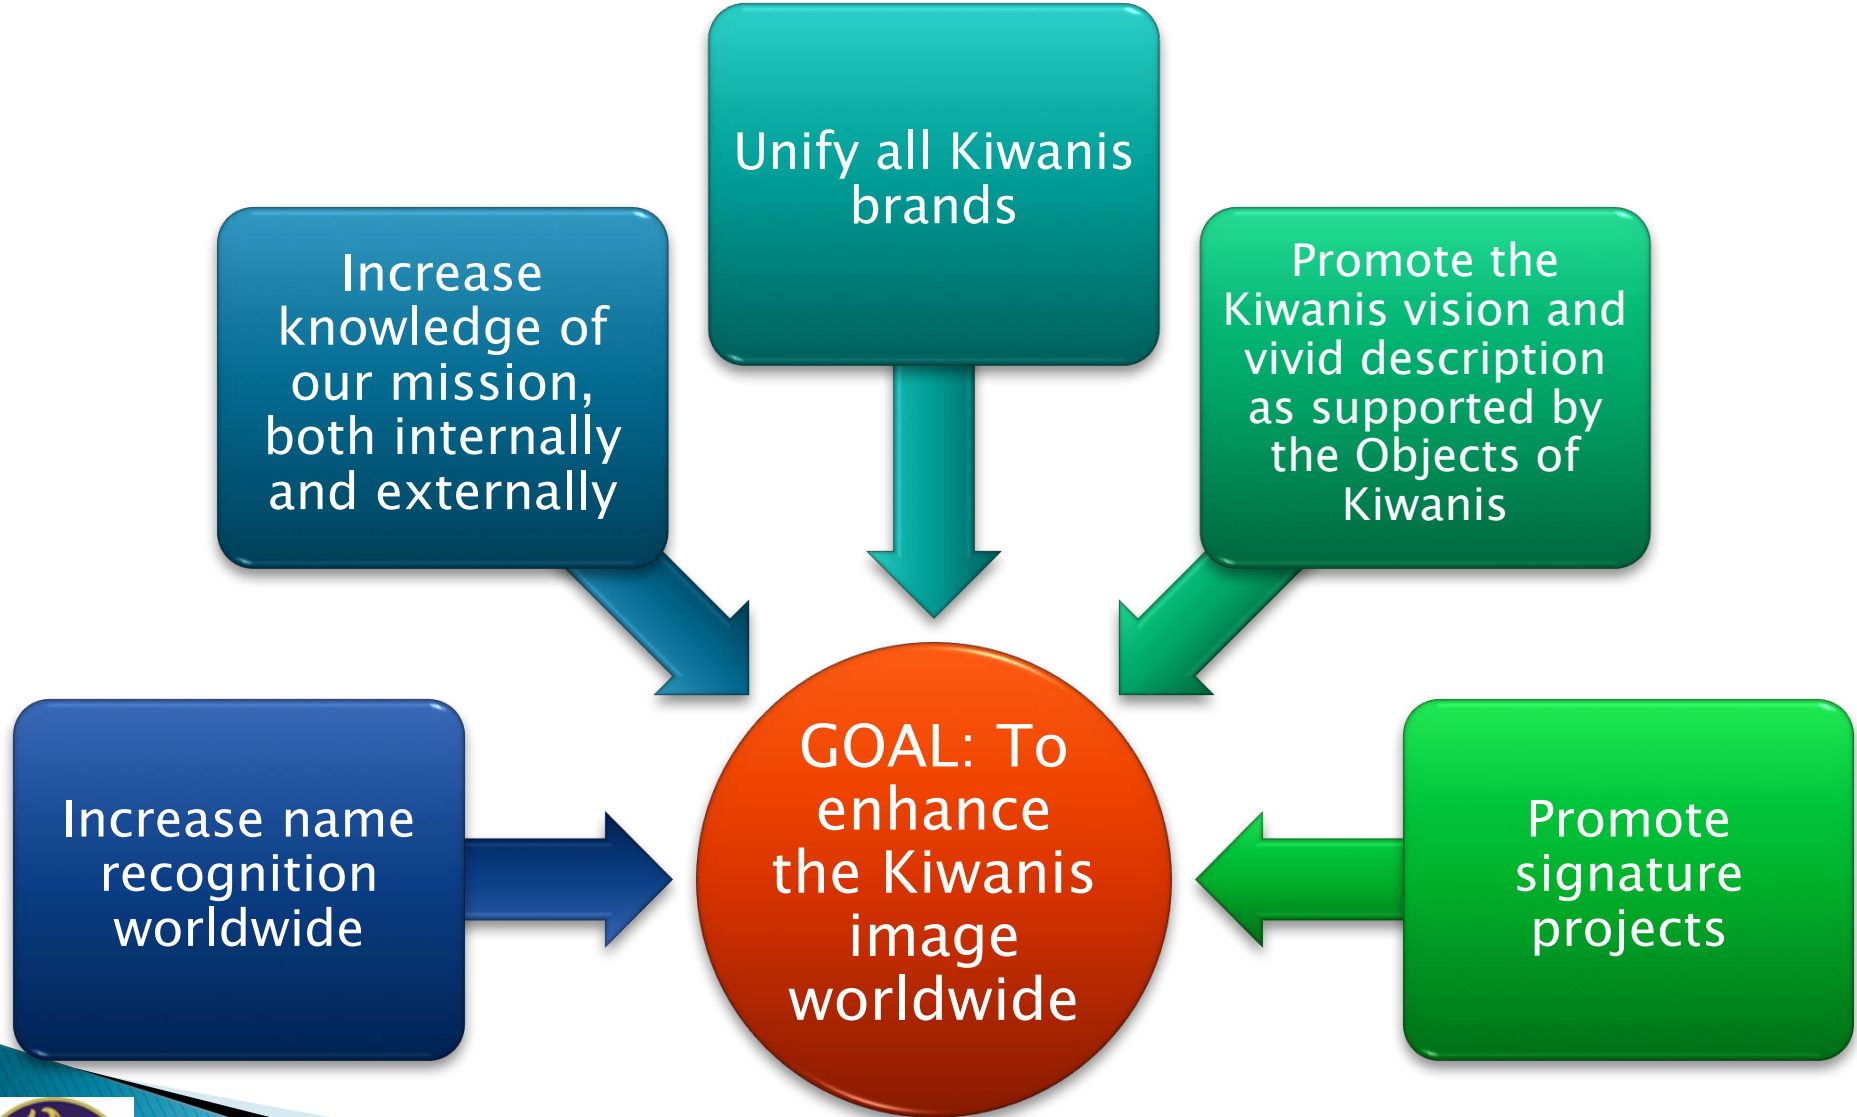 Unify all Kiwanis
brands
Increase
knowledge of
our mission,
both internally
and externally
Promote the
Kiwanis vision and
vivid description
as supported by
the Objects of
Kiwanis
Increase name
recognition
worldwide
GOAL: To
enhance
the Kiwanis
image
worldwide
Promote
signature
projects